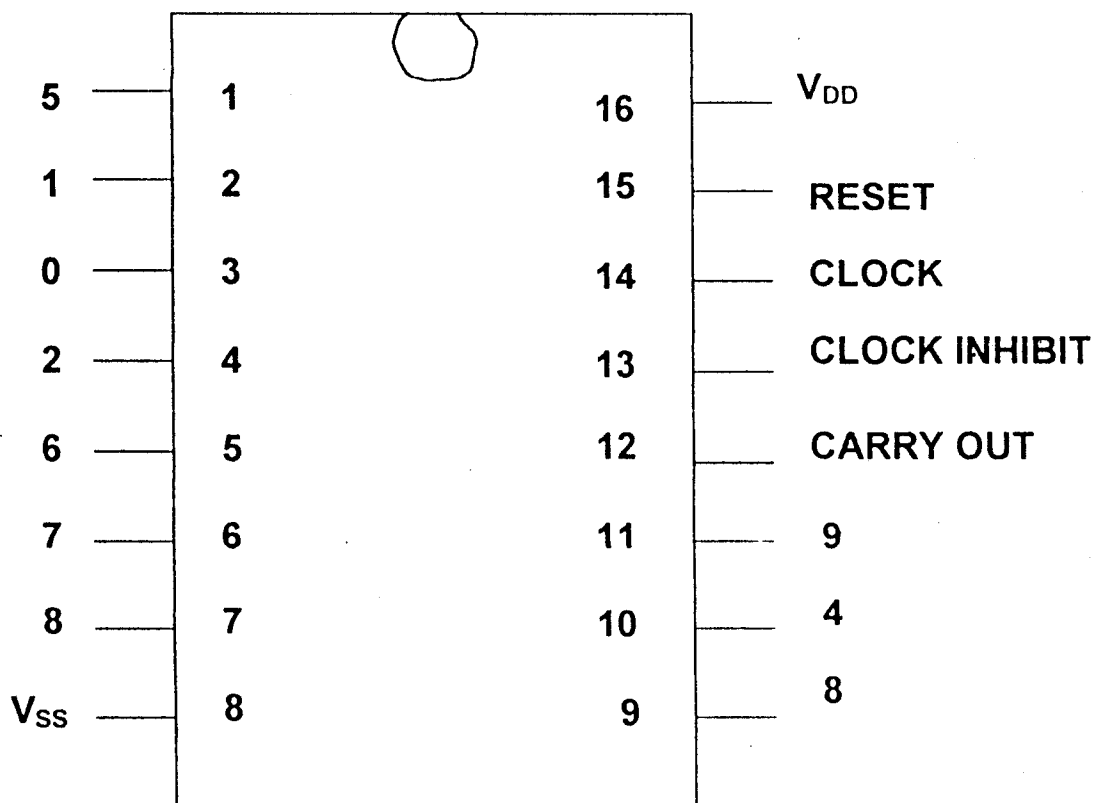 5 1 16 VDD
1 2 15 RESET
0 3 14 CLOCK
2 4 13 CLOCK INHIBIT
6 5 12 CARRY OUT
7 6 11 9
8 7 10 4
VSS 8 9 8